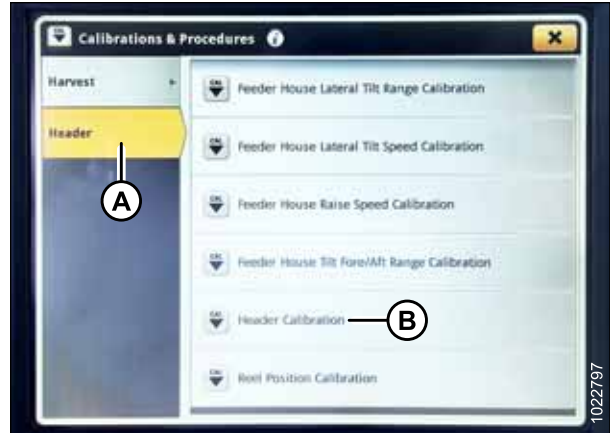 Calibrations & Procedures
Harvest
Header
A
Feeder House Lateral Tilt Range Calibration
Feeder House Lateral Tilt Speed Calibration
Feeder House Raise Speed Calibration
Feeder House Tilt Fore/Aft Range Calibration
Header Calibration
B
Reel Position Calibration
1022797